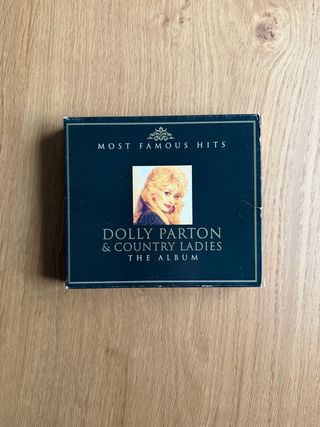 MOST FAMOUS HITS
DOLLY PARTON
& COUNTRY LADIES
THE ALBUM